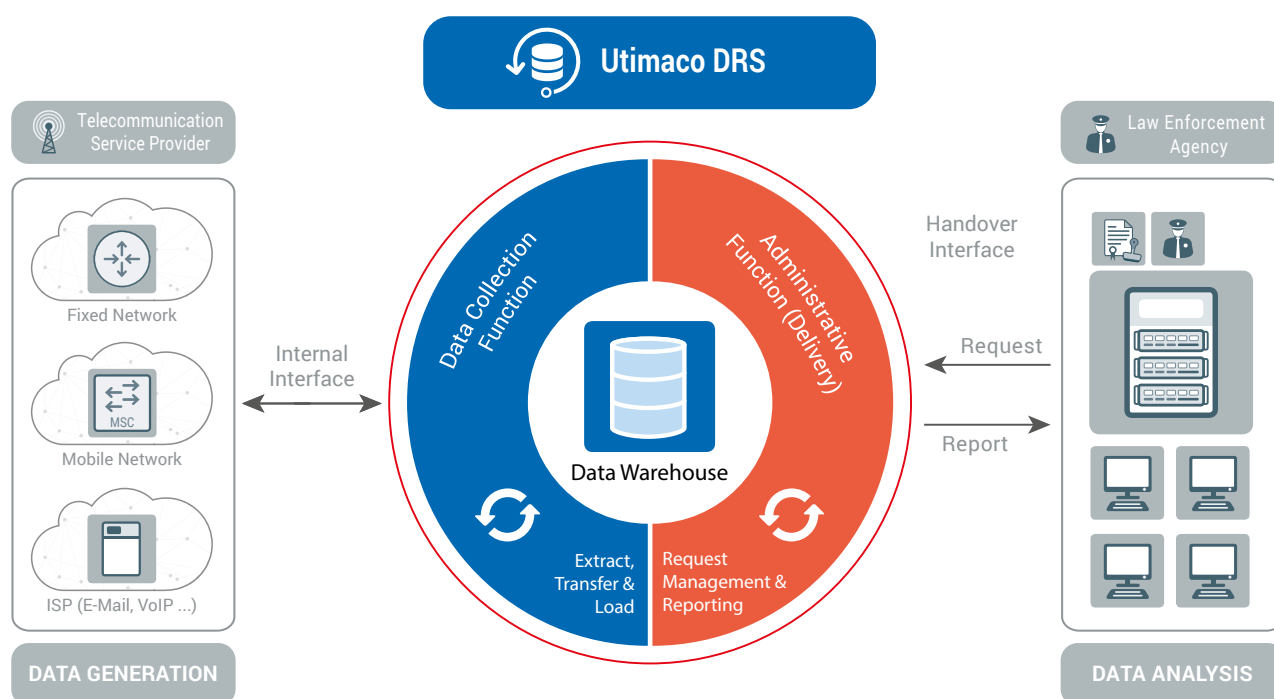 Utimaco DRS
Telecommunication
Service Provider
Fixed Network
MSC
Mobile Network
ISP (E-Mail, VoIP ...)
DATA GENERATION
Internal
Interface
Data Collection
Function
Extract,
Transfer &
Load
Data Warehouse
Administrative
Function (Delivery)
Request
Management &
Reporting
Handover
Interface
Request
Report
Law Enforcement
Agency
DATA ANALYSIS